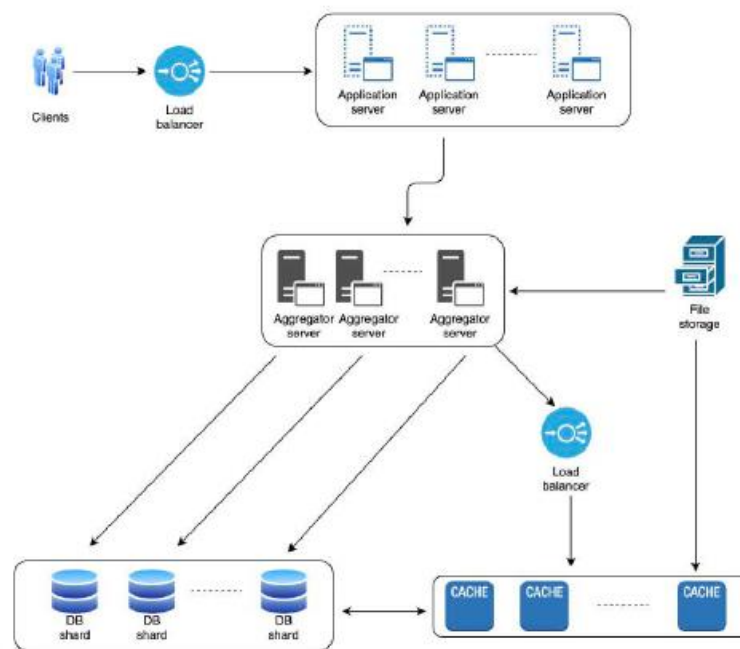 Clients
Load
balancer
Application
server
Application
server
Application
server
Aggregator
server
Aggregator
server
Aggregator
server
File
storage
Load
balancer
DB
shard
DB
shard
DB
shard
CACHE
CACHE
CACHE